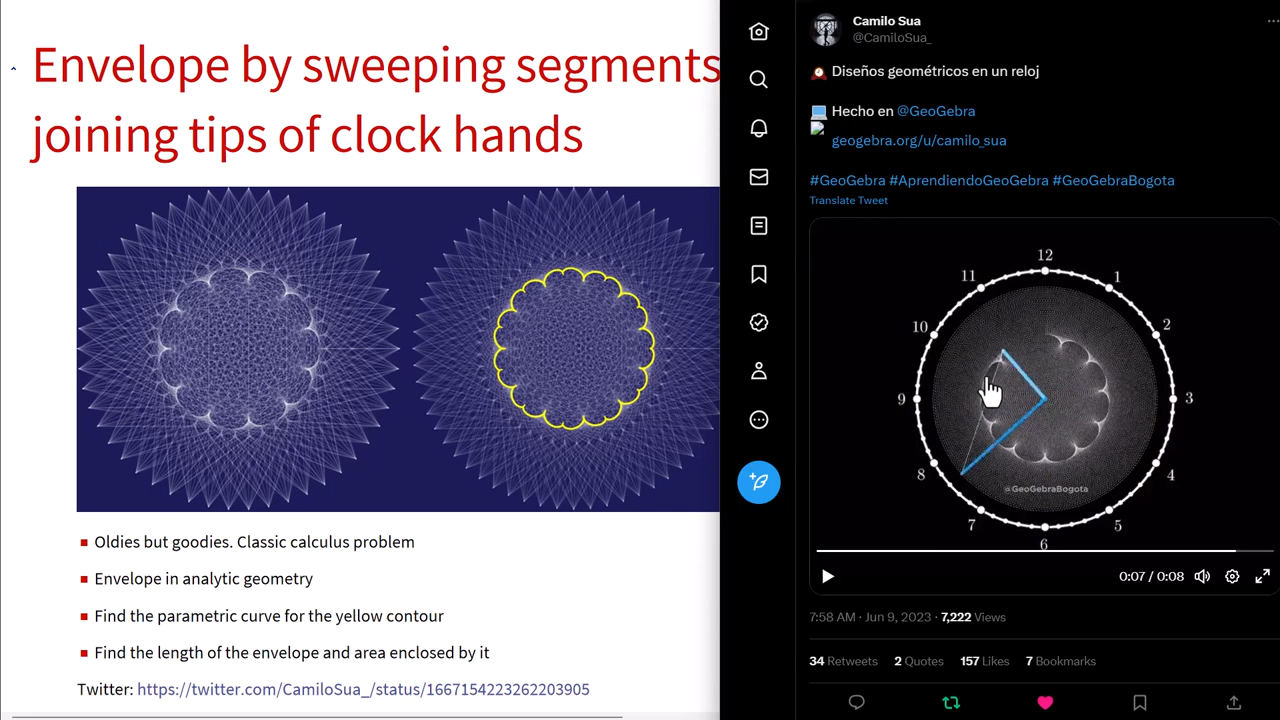 Envelope by sweeping segments
joining tips of clock hands
Oldies but goodies. Classic calculus problem
Envelope in analytic geometry
Find the parametric curve for the yellow contour
Find the length of the envelope and area enclosed by it
Twitter: https://twitter.com/CamiloSua_/status/1667154223262203905
Camilo Sua
@CamiloSua_
Diseños geométricos en un reloj
Hecho en @GeoGebra
geogebra.org/u/camilo_sua
#GeoGebra #AprendiendoGeoGebra #GeoGebraBogota
Translate Tweet
12
11
1
10
2
9
3
8
4
@GeoGebraBogota
7
5
6
0:07 / 0:08
7:58 AM · Jun 9, 2023 · 7,222 Views
34 Retweets 2 Quotes 157 Likes 7 Bookmarks